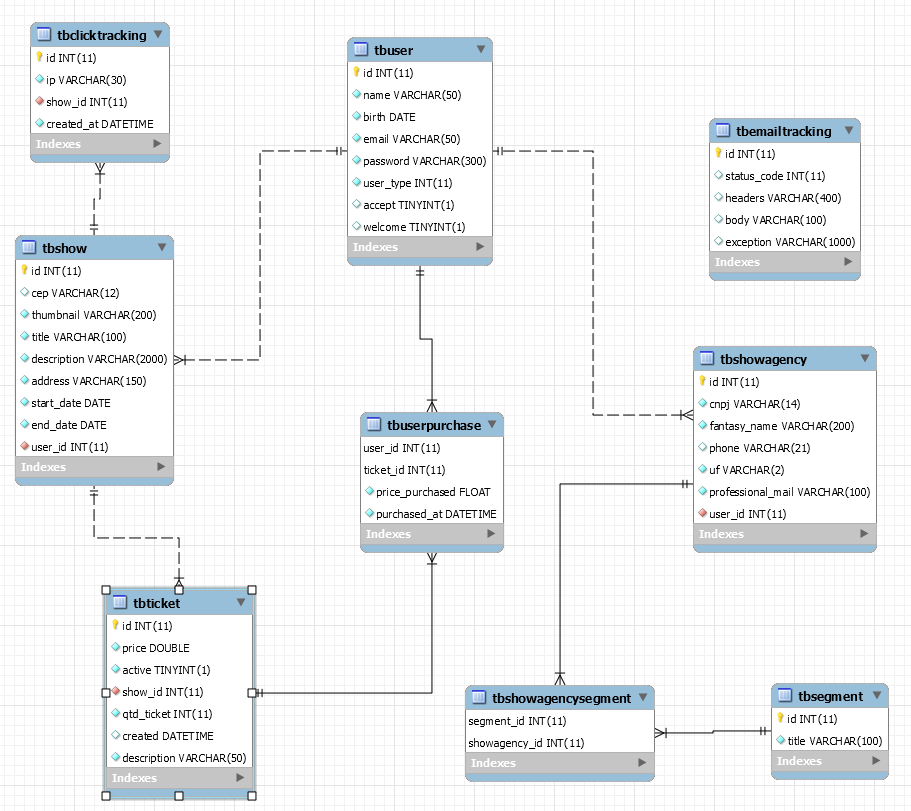 tbclicktracking
id INT(11)
ip VARCHAR(30)
show_id INT(11)
created_at DATETIME
Indexes
tbuser
id INT(11)
name VARCHAR(50)
birth DATE
email VARCHAR(50)
password VARCHAR(300)
user_type INT(11)
accept TINYINT(1)
welcome TINYINT(1)
Indexes
tbemailtracking
id INT(11)
status_code INT(11)
headers VARCHAR(400)
body VARCHAR(100)
exception VARCHAR(1000)
Indexes
tbshow
id INT(11)
cep VARCHAR(12)
thumbnail VARCHAR(200)
title VARCHAR(100)
description VARCHAR(2000)
address VARCHAR(150)
start_date DATE
end_date DATE
user_id INT(11)
Indexes
tbshowagency
id INT(11)
cnpj VARCHAR(14)
fantasy_name VARCHAR(200)
phone VARCHAR(21)
uf VARCHAR(2)
professional_mail VARCHAR(100)
user_id INT(11)
Indexes
tbuserpurchase
user_id INT(11)
ticket_id INT(11)
price_purchased FLOAT
purchased_at DATETIME
Indexes
tbticket
id INT(11)
price DOUBLE
active TINYINT(1)
show_id INT(11)
qtd_ticket INT(11)
created DATETIME
description VARCHAR(50)
Indexes
tbshowagencysegment
segment_id INT(11)
showagency_id INT(11)
Indexes
tbsegment
id INT(11)
title VARCHAR(100)
Indexes